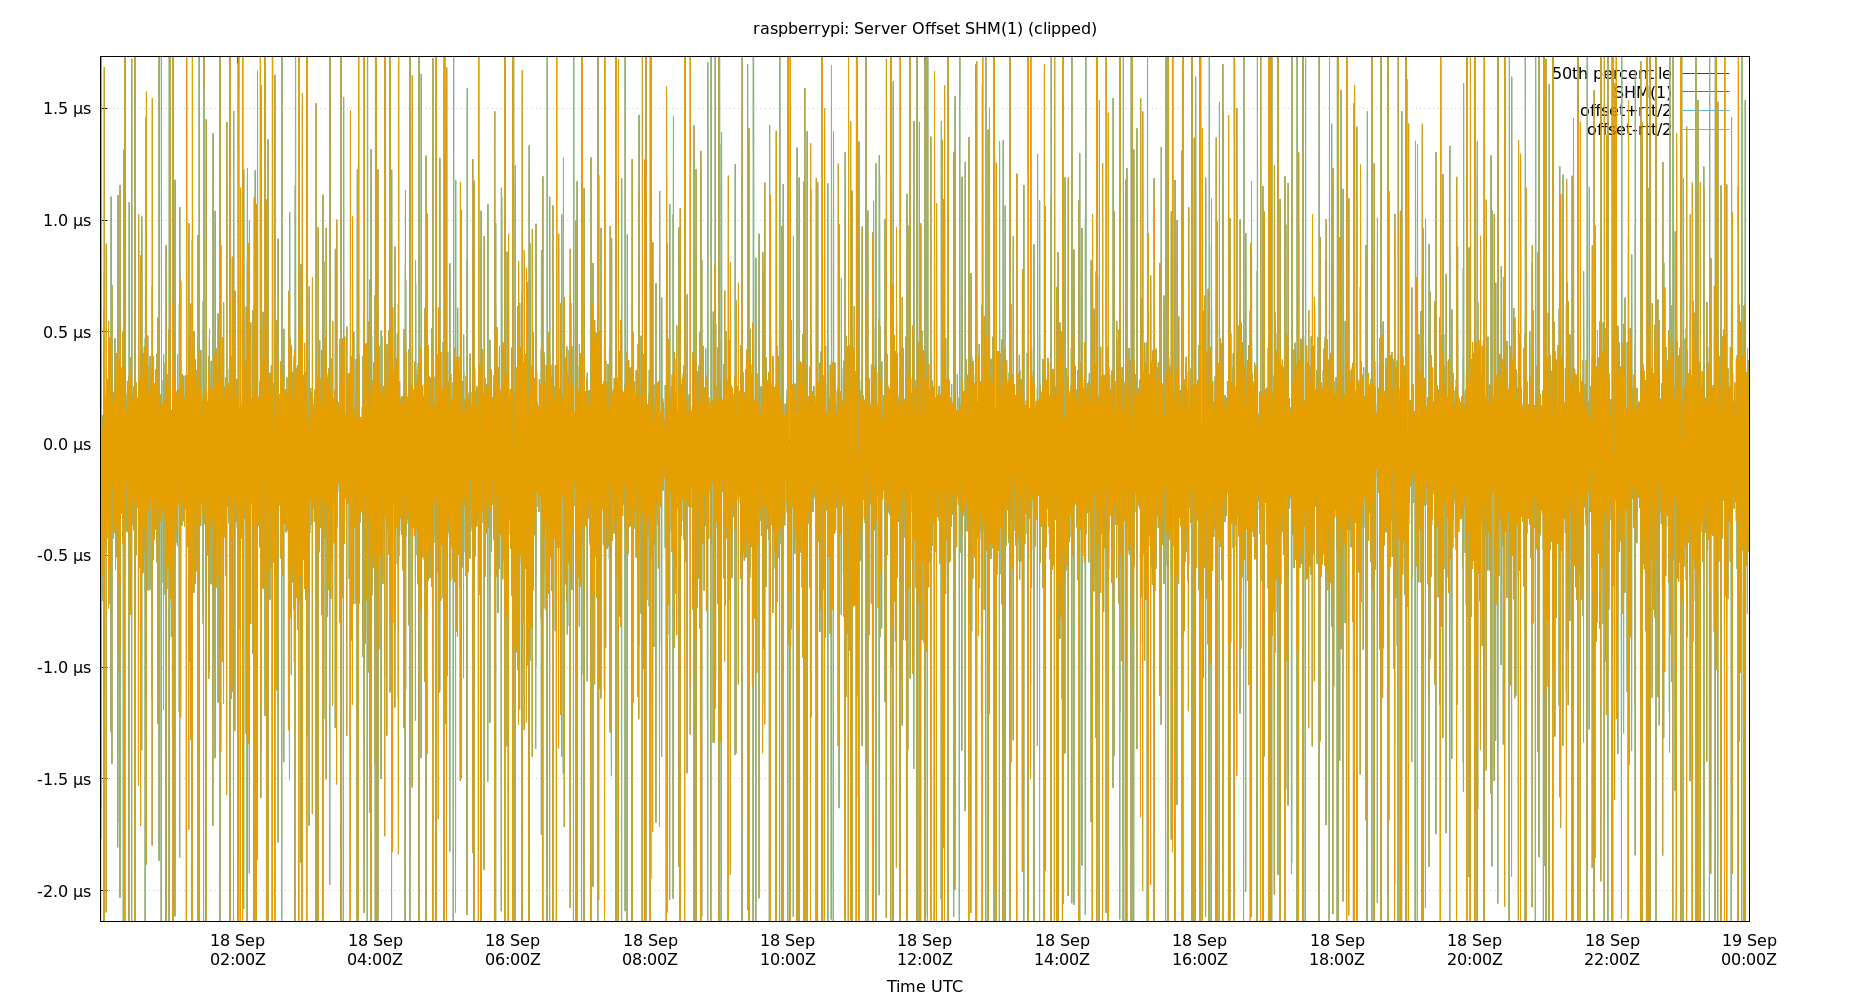 raspberrypi: Server Offset SHM(1) (clipped)
50th percentile
SHM(1)
offset+rtt/2
offset-rtt/2
1.5 µs
1.0 µs
0.5 µs
0.0 µs
-0.5 µs
-1.0 µs
-1.5 µs
-2.0 µs
18 Sep 18 Sep 18 Sep 18 Sep 18 Sep 18 Sep 18 Sep 18 Sep 18 Sep 18 Sep 18 Sep 19 Sep
02:00Z 04:00Z 06:00Z 08:00Z 10:00Z 12:00Z 14:00Z 16:00Z 18:00Z 20:00Z 22:00Z 00:00Z
Time UTC